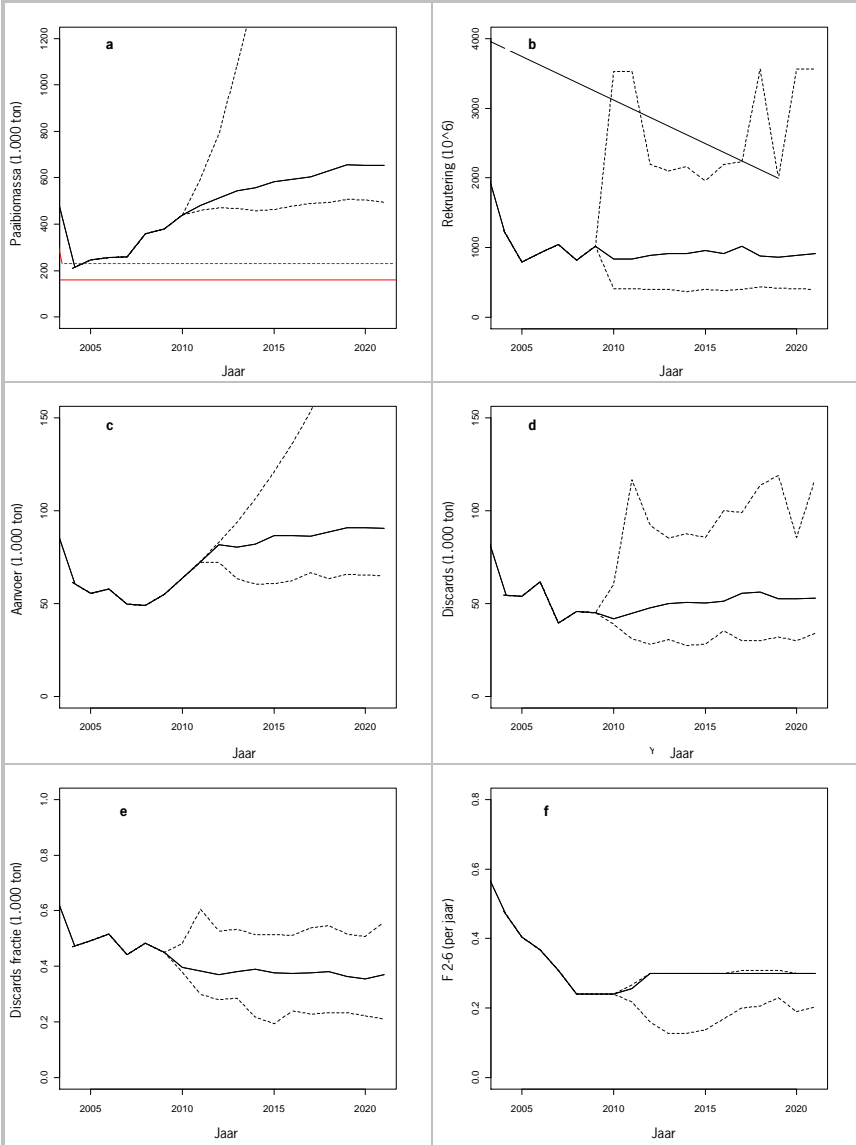 a
Paaibiomassa (1.000 ton)
0 200 400 600 800 1000 1200
2005 2010 2015 2020
Jaar
b
Rekrutering (10^6)
0 1000 2000 3000 4000
2005 2010 2015 2020
Jaar
c
Aanvoer (1.000 ton)
0 50 100 150
2005 2010 2015 2020
Jaar
d
Discards (1.000 ton)
0 50 100 150
2005 2010 2015 2020
Y Jaar
e
Discards fractie (1.000 ton)
0.0 0.2 0.4 0.6 0.8 1.0
2005 2010 2015 2020
Jaar
f
F 2-6 (per jaar)
0.0 0.2 0.4 0.6 0.8
2005 2010 2015 2020
Jaar